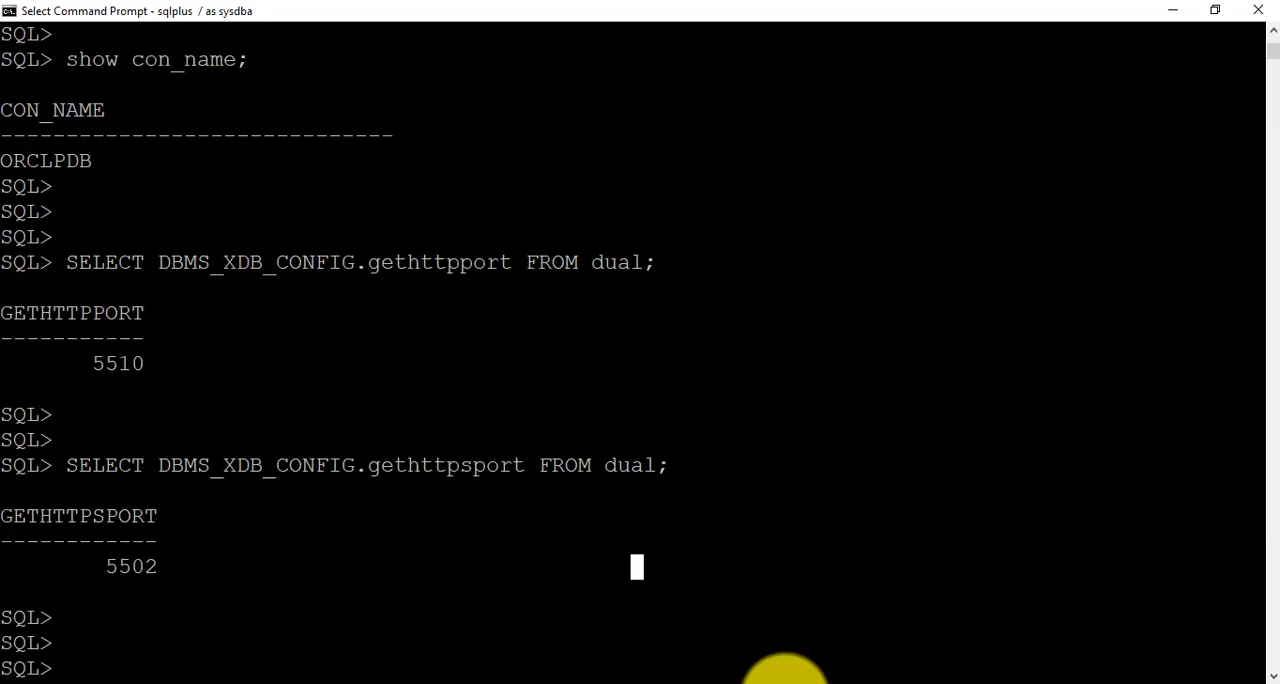 Select Command Prompt - sqlplus / as sysdba
SQL>
SQL> show con_name;
CON_NAME
------------------------------
ORCLPDB
SQL>
SQL>
SQL>
SQL> SELECT DBMS_XDB_CONFIG.gethttpport FROM dual;
GETHTTPPORT
-----------
5510
SQL>
SQL>
SQL> SELECT DBMS_XDB_CONFIG.gethttpsport FROM dual;
GETHTTPSPORT
------------
5502
SQL>
SQL>
SQL>